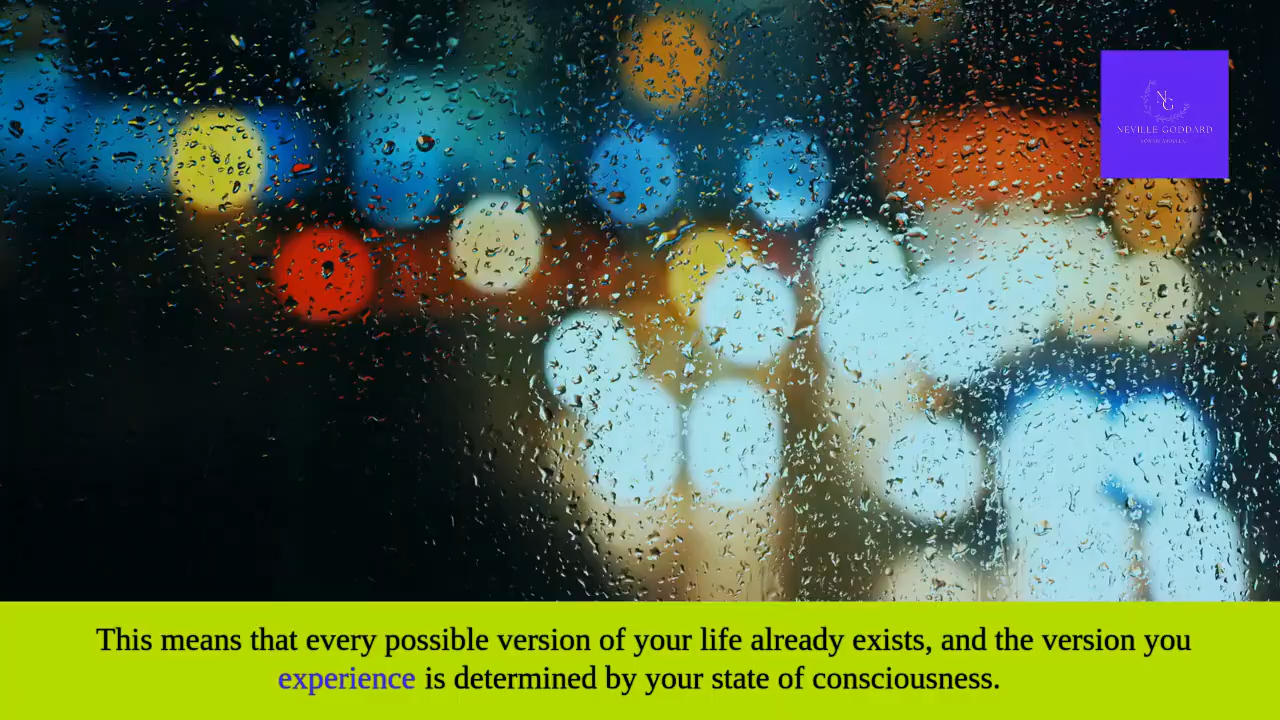 NG
NEVILLE GODDARD
This means that every possible version of your life already exists, and the version you
experience is determined by your state of consciousness.